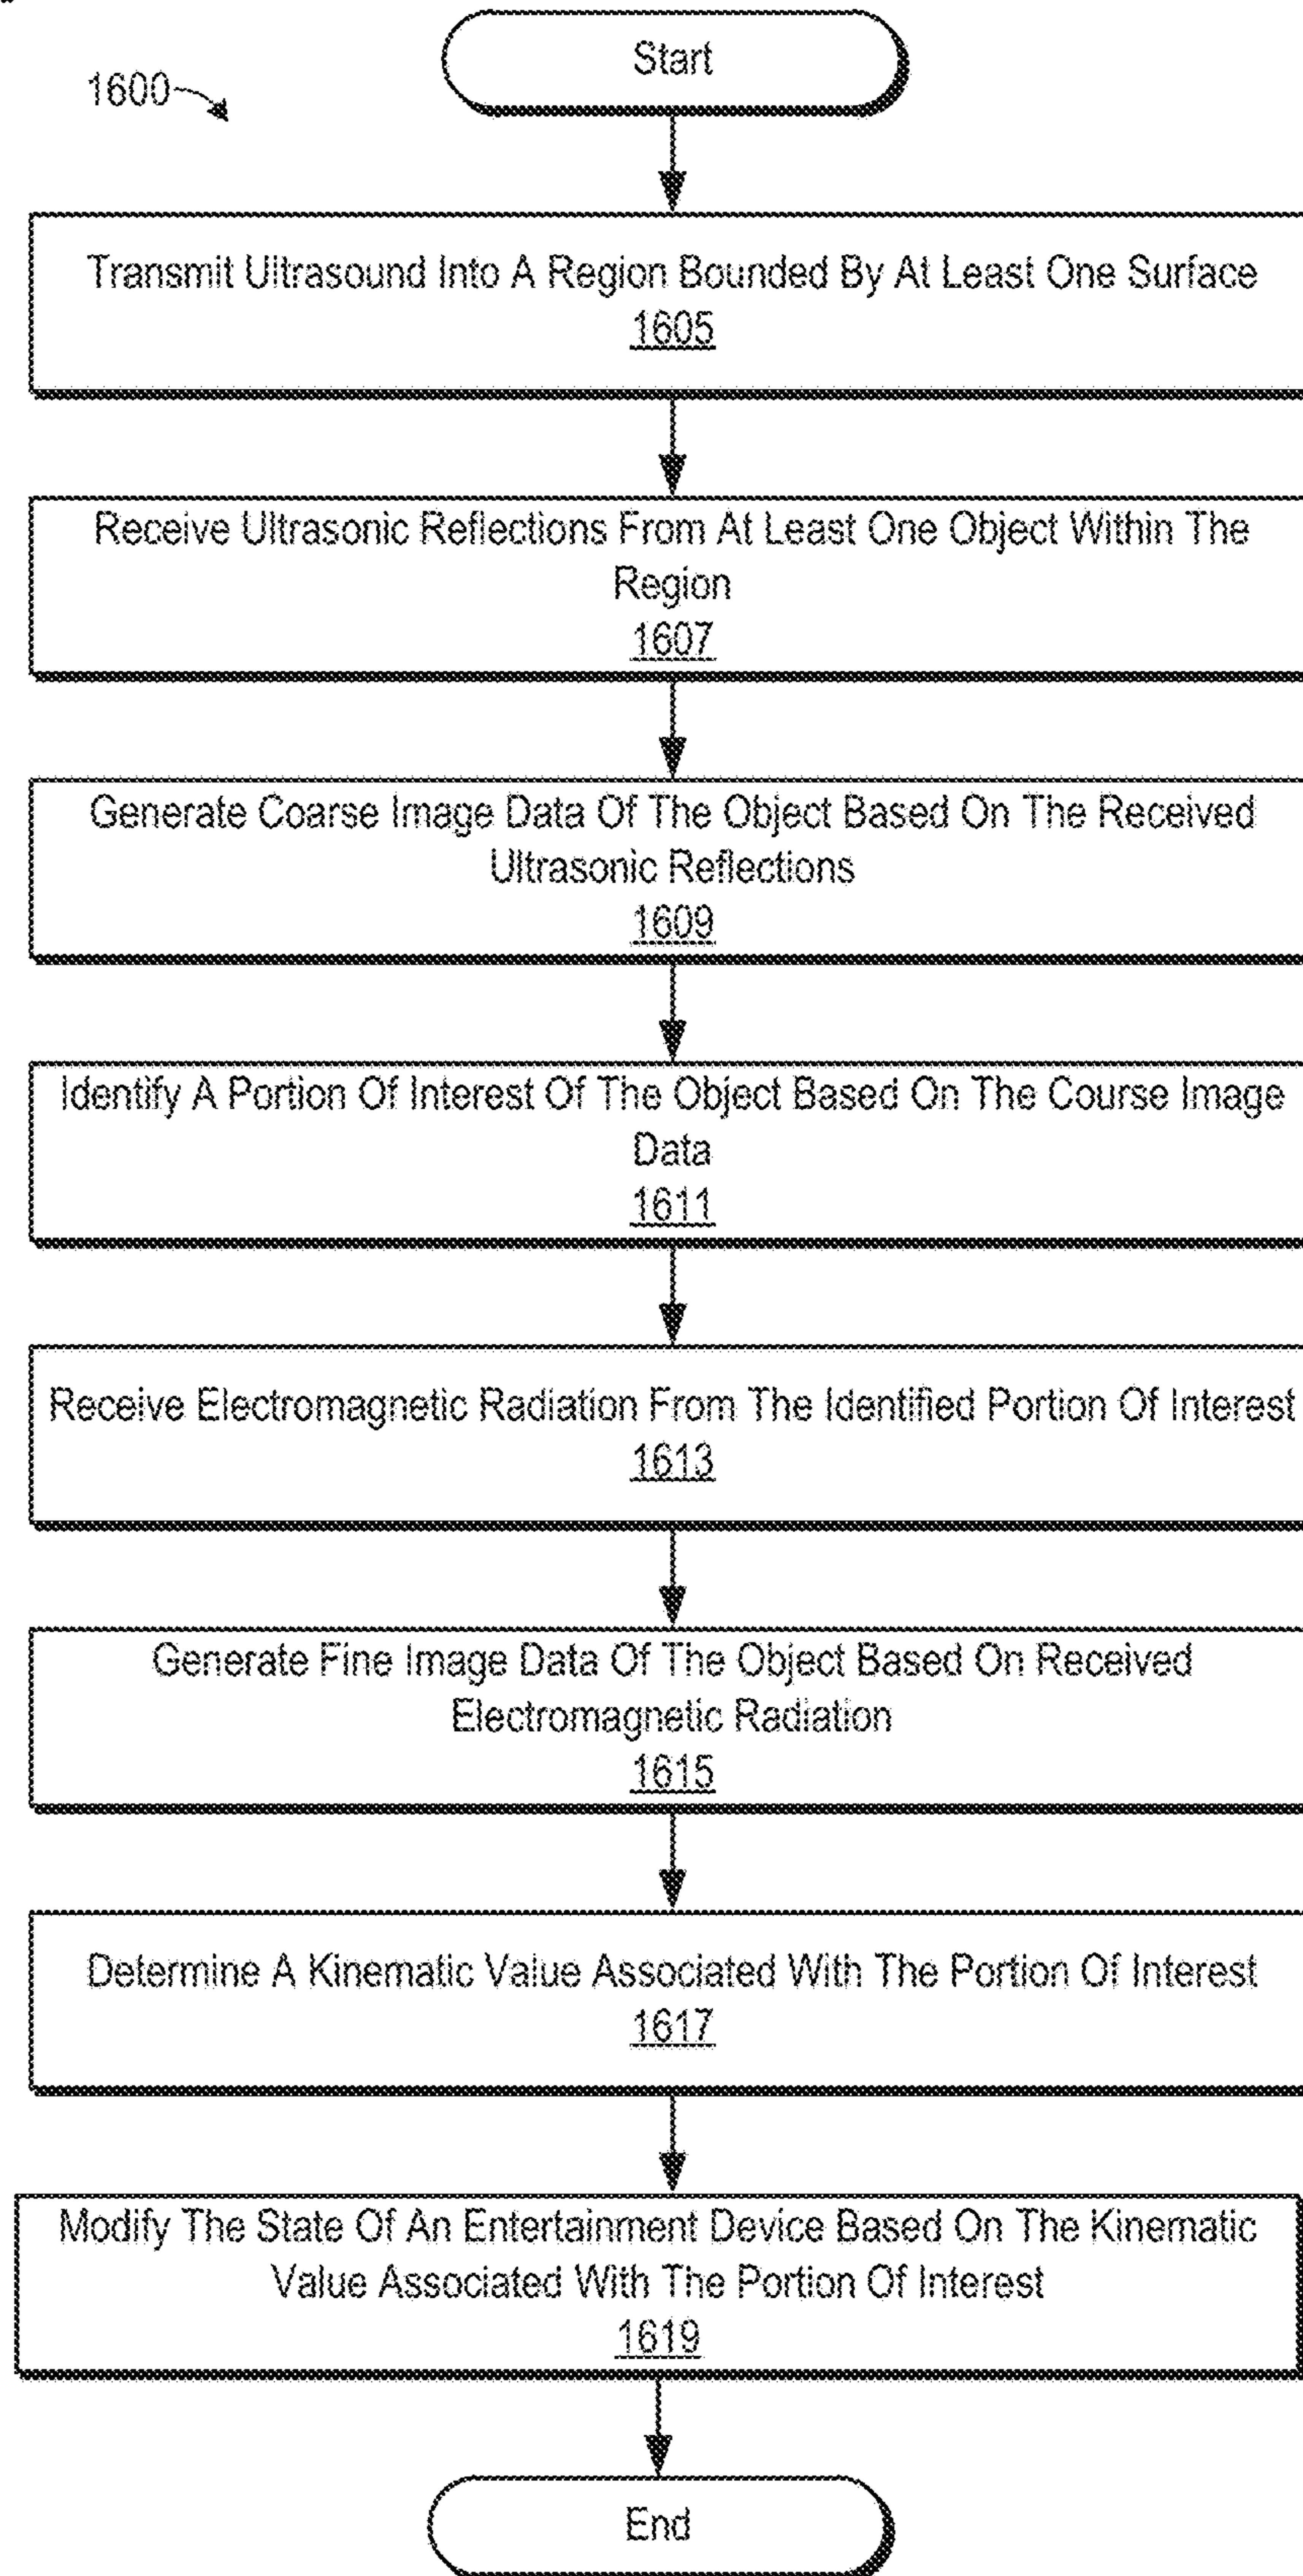 Start
1600
Transmit Ultrasound Into A Region Bounded By At Least One Surface
1605
Receive Ultrasonic Reflections From At Least One Object Within The
Region
1607
Generate Coarse Image Data Of The Object Based On The Received
Ultrasonic Reflections
1609
Identify A Portion Of Interest Of The Object Based On The Course Image
Data
1611
Receive Electromagnetic Radiation From The Identified Portion Of Interest
1613
Generate Fine Image Data Of The Object Based On Received
Electromagnetic Radiation
1615
Determine A Kinematic Value Associated With The Portion Of Interest
1617
Modify The State Of An Entertainment Device Based On The Kinematic
Value Associated With The Portion Of Interest
1619
End